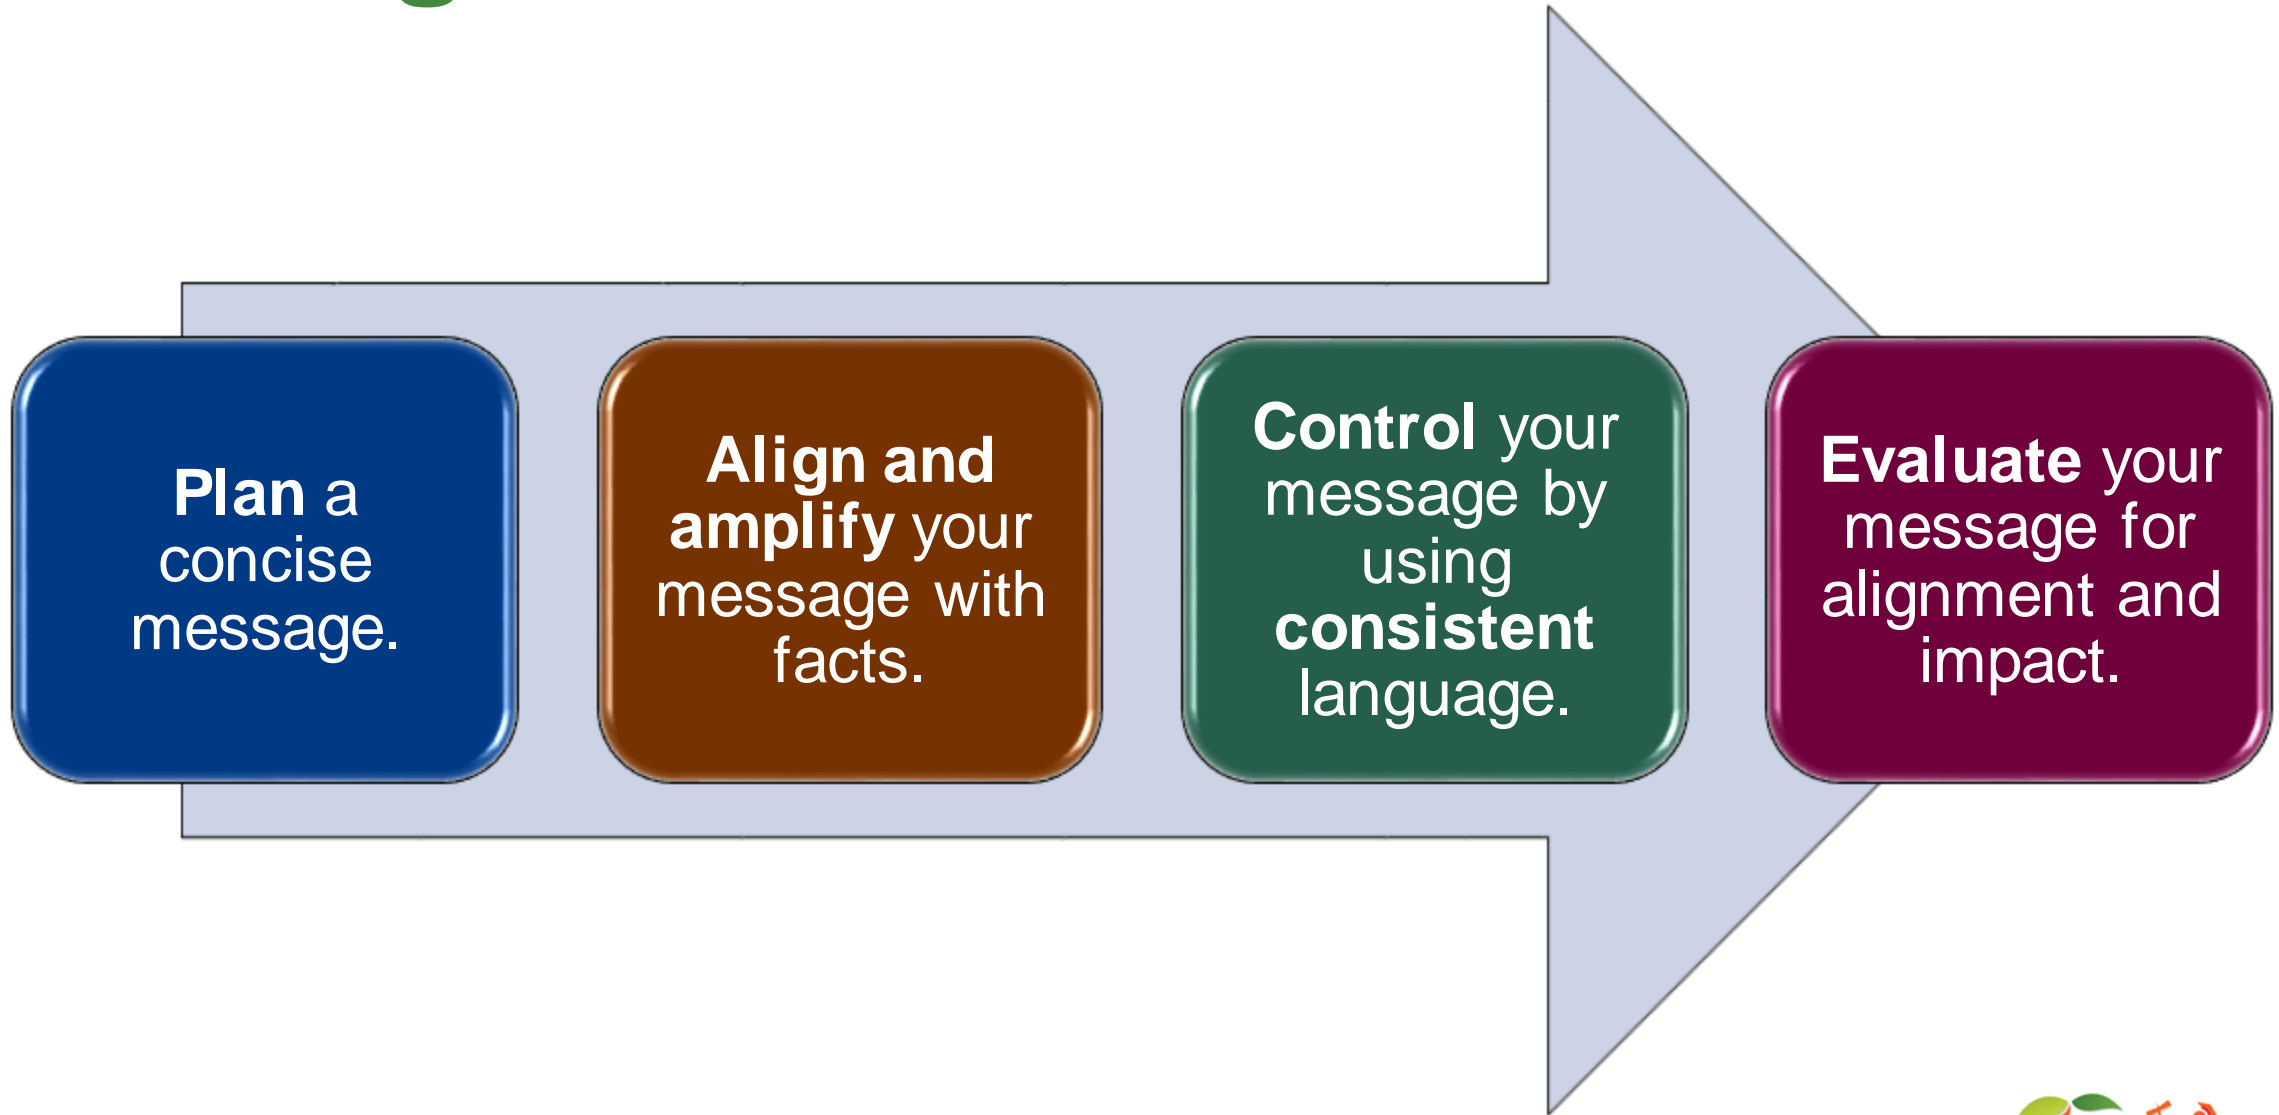 Plan a
concise
message.
Align and
amplify your
message with
facts.
Control your
message by
using
consistent
language.
Evaluate your
message for
alignment and
impact.